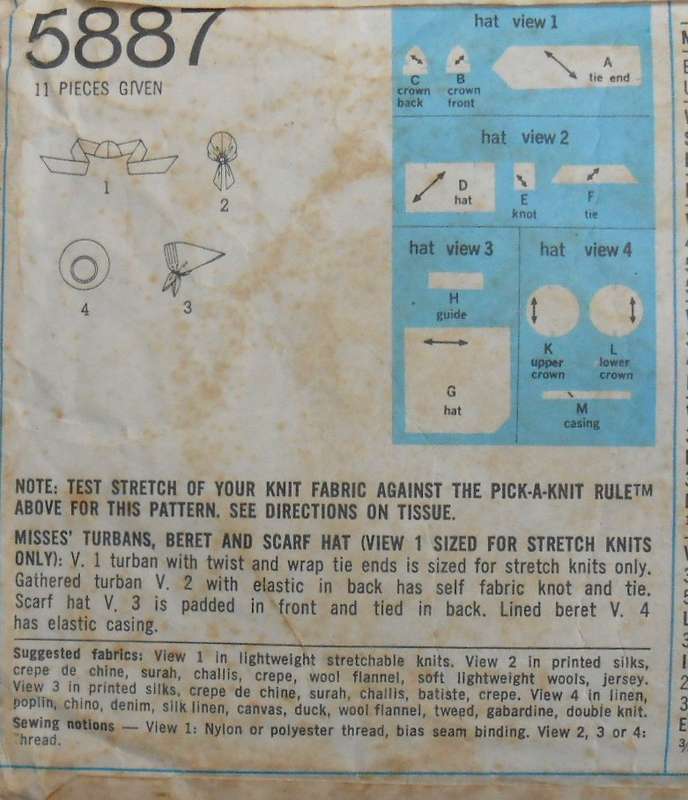 5887
11 PIECES GIVEN
1
2
4
3
hat view 1
C
crown
back
B
crown
front
A
tie end
hat view 2
D
hat
E
knot
F
tie
hat view 3
H
guide
G
hat
hat view 4
K
upper
crown
L
lower
crown
M
casing
NOTE: TEST STRETCH OF YOUR KNIT FABRIC AGAINST THE PICK-A-KNIT RULE™
ABOVE FOR THIS PATTERN. SEE DIRECTIONS ON TISSUE.
MISSES' TURBANS, BERET AND SCARF HAT (VIEW 1 SIZED FOR STRETCH KNITS
ONLY): V. 1 turban with twist and wrap tie ends is sized for stretch knits only.
Gathered turban V. 2 with elastic in back has self fabric knot and tie.
Scarf hat V. 3 is padded in front and tied in back. Lined beret V. 4
has elastic casing.
Suggested fabrics: View 1 in lightweight stretchable knits. View 2 in printed silks,
crepe de chine, surah, challis, crepe, wool flannel, soft lightweight wools, jersey.
View 3 in printed silks, crepe de chine, surah, challis, batiste, crepe. View 4 in linen,
poplin, chino, denim, silk linen, canvas, duck, wool flannel, tweed, gabardine, double knit.
Sewing notions — View 1: Nylon or polyester thread, bias seam binding. View 2, 3 or 4:
Thread.